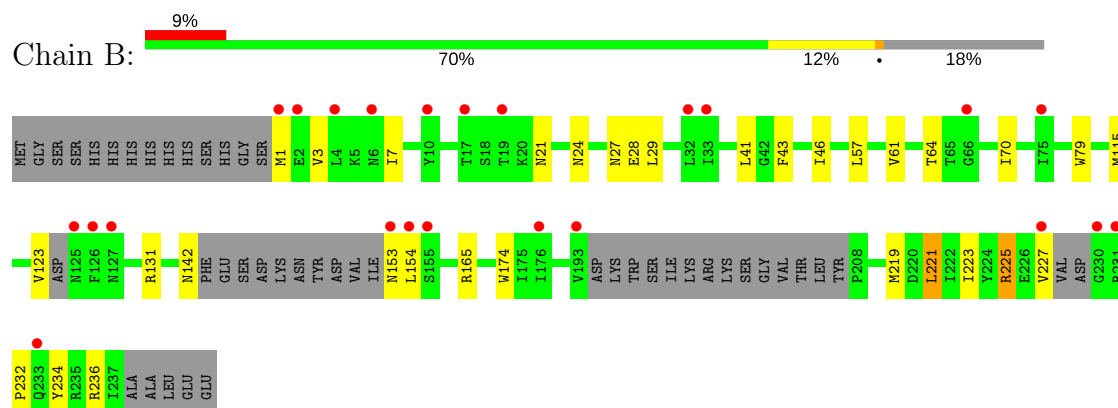 9%
Chain B:
70% 12% • 18%
MET GLY SER SER HIS HIS HIS HIS HIS HIS SER HIS GLY SER M1 E2 V3 L4 K5 N6 I7 Y10 T17 S18 T19 K20 N21 N24 N27 E28 L29 L32 I33 L41 G42 F43 I46 L57 V61 T64 T65 G66 I70 I75 W79 M115
V123 ASP N125 F126 N127 R131 N142 PHE GLU SER ASP LYS ASN TYR ASP VAL ILE N153 L154 S155 R165 W174 I175 I176 V193 ASP LYS TRP SER ILE LYS ARG LYS SER GLY VAL THR LEU TYR P208 M219 D220 L221 I222 I223 Y224 R225 E226 V227 VAL ASP G230 P231
P232 Q233 Y234 R235 R236 I237 ALA ALA LEU GLU GLU